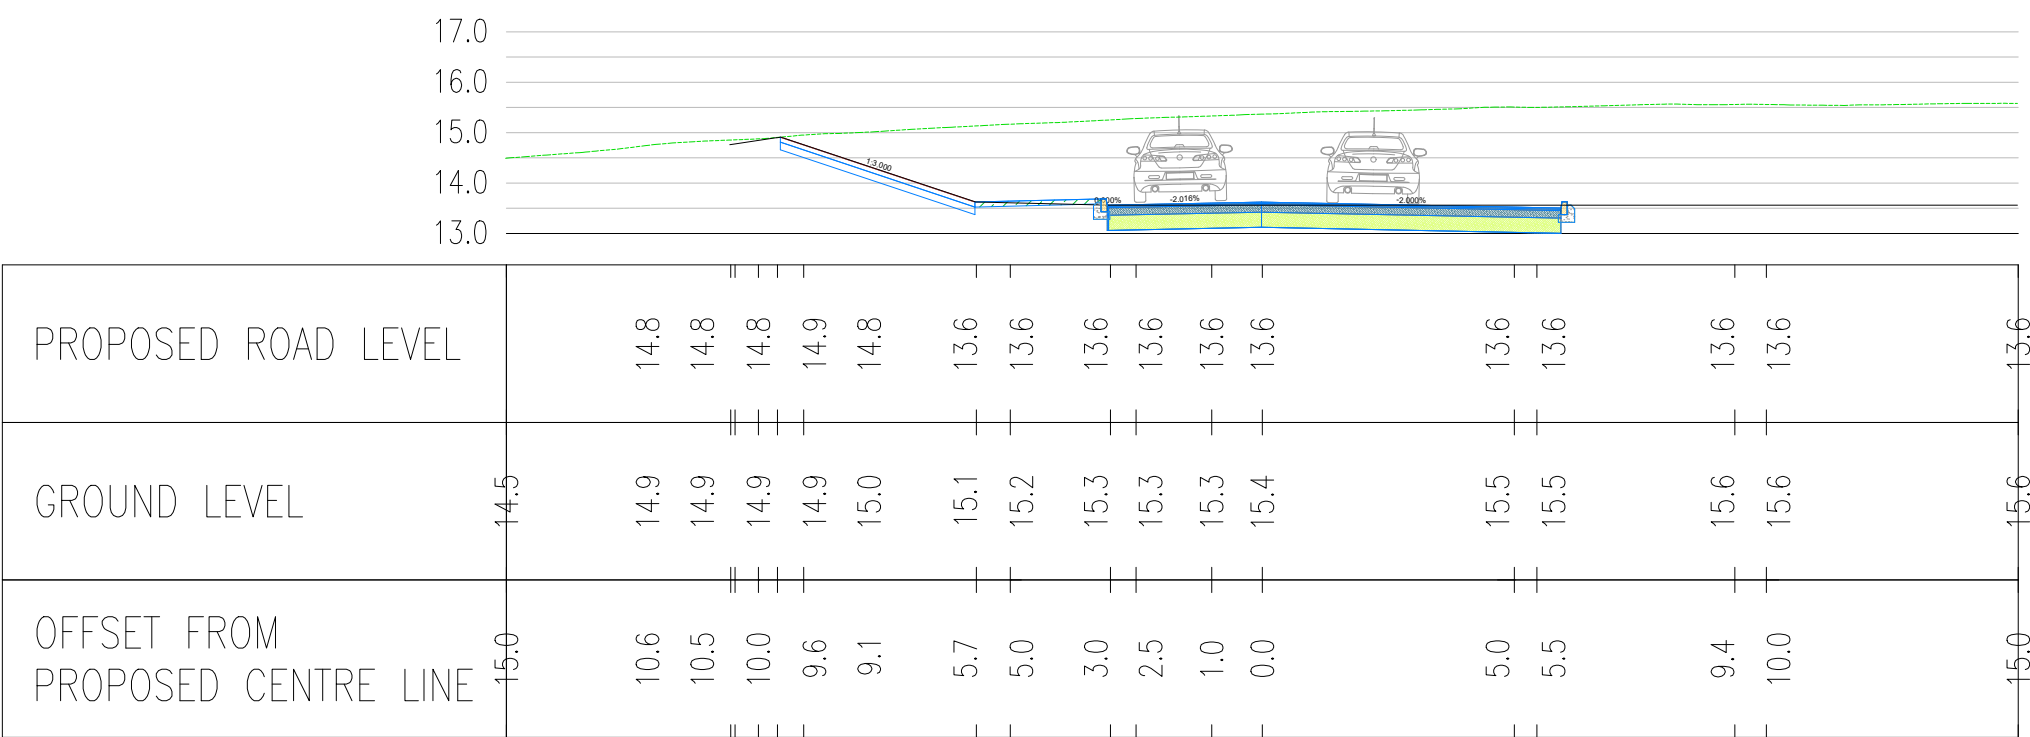 17.0
16.0
15.0
14.0
13.0
1:3.000
0.000%
-2.016%
-2.000%
PROPOSED ROAD LEVEL
14.8 14.8 14.8 14.9 14.8 13.6 13.6 13.6 13.6 13.6 13.6 13.6 13.6 13.6 13.6 13.6
GROUND LEVEL
14.5 14.9 14.9 14.9 14.9 15.0 15.1 15.2 15.3 15.3 15.3 15.4 15.5 15.5 15.6 15.6 15.6
OFFSET FROM
PROPOSED CENTRE LINE
15.0 10.6 10.5 10.0 9.6 9.1 5.7 5.0 3.0 2.5 1.0 0.0 5.0 5.5 9.4 10.0 15.0